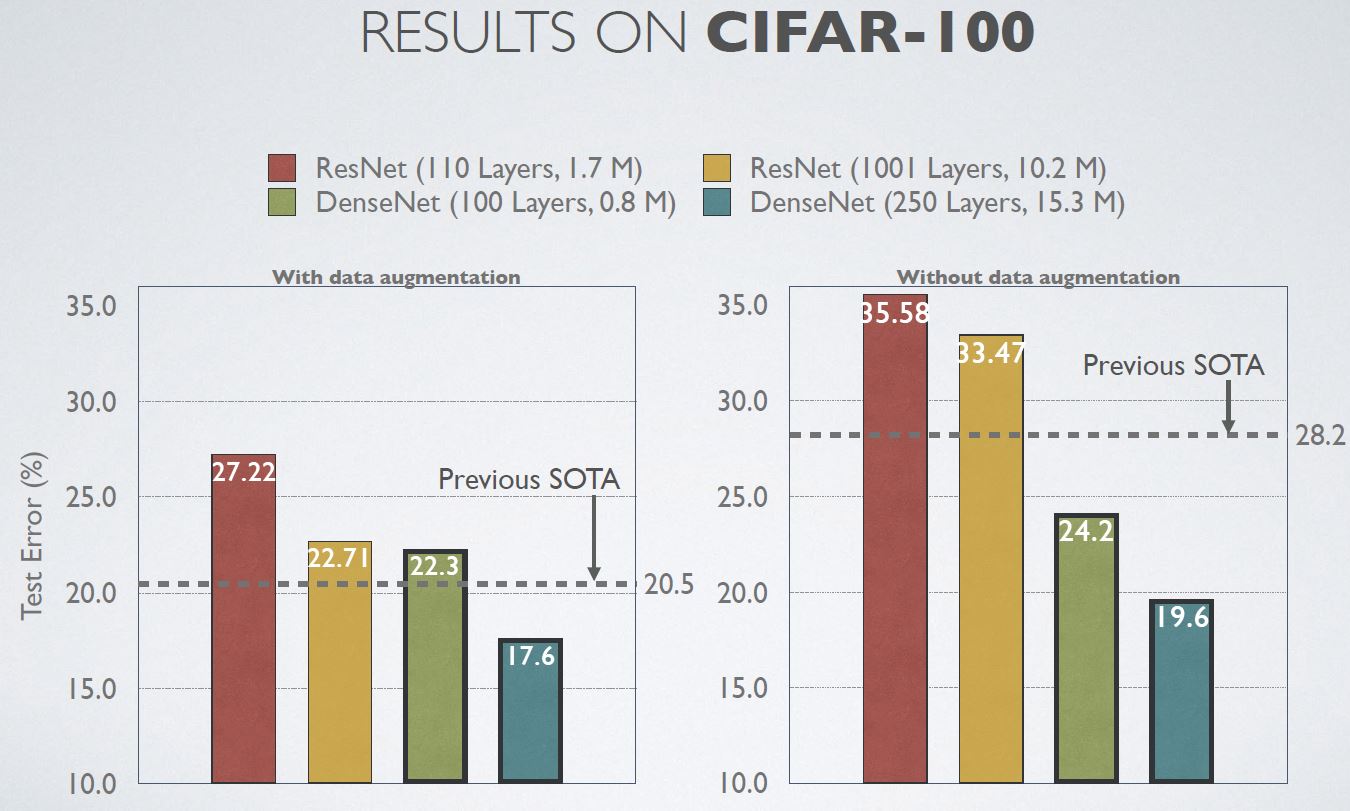 RESULTS ON CIFAR-100
ResNet (110 Layers, 1.7 M)
ResNet (1001 Layers, 10.2 M)
DenseNet (100 Layers, 0.8 M)
DenseNet (250 Layers, 15.3 M)
With data augmentation
Test Error (%)
35.0
30.0
25.0
20.0
15.0
10.0
27.22
22.71
22.3
17.6
Previous SOTA
20.5
Without data augmentation
35.0
30.0
25.0
20.0
15.0
10.0
35.58
33.47
24.2
19.6
Previous SOTA
28.2